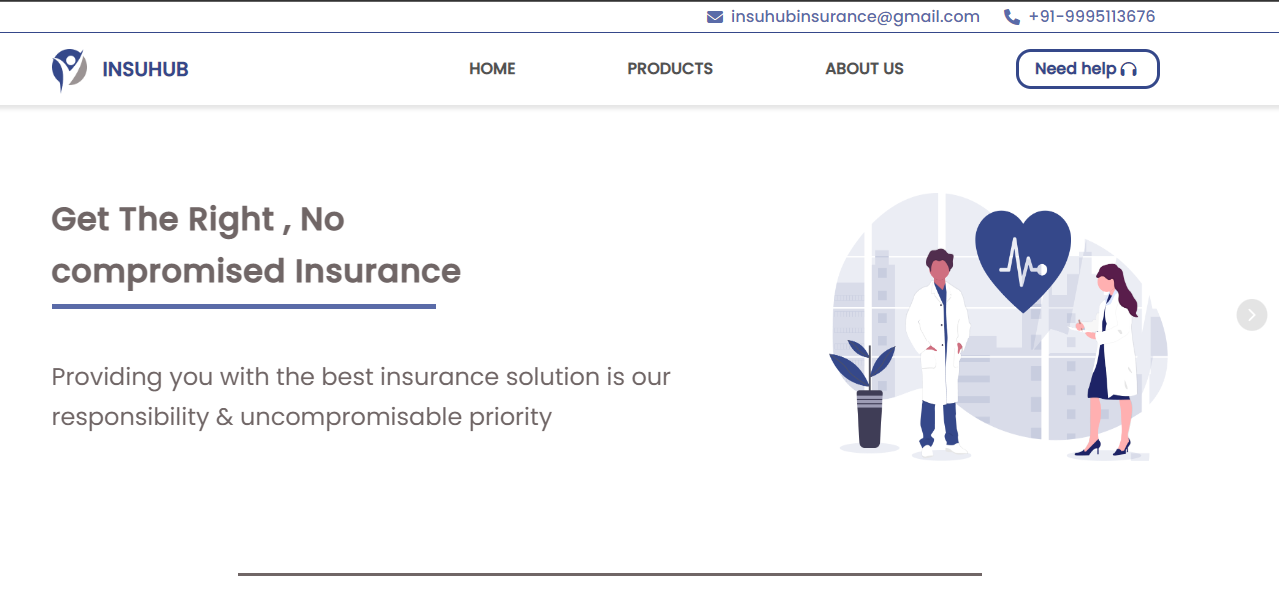 insuhubinsurance@gmail.com +91-9995113676
INSUHUB HOME PRODUCTS ABOUT US Need help
Get The Right , No
compromised Insurance
Providing you with the best insurance solution is our
responsibility & uncompromisable priority